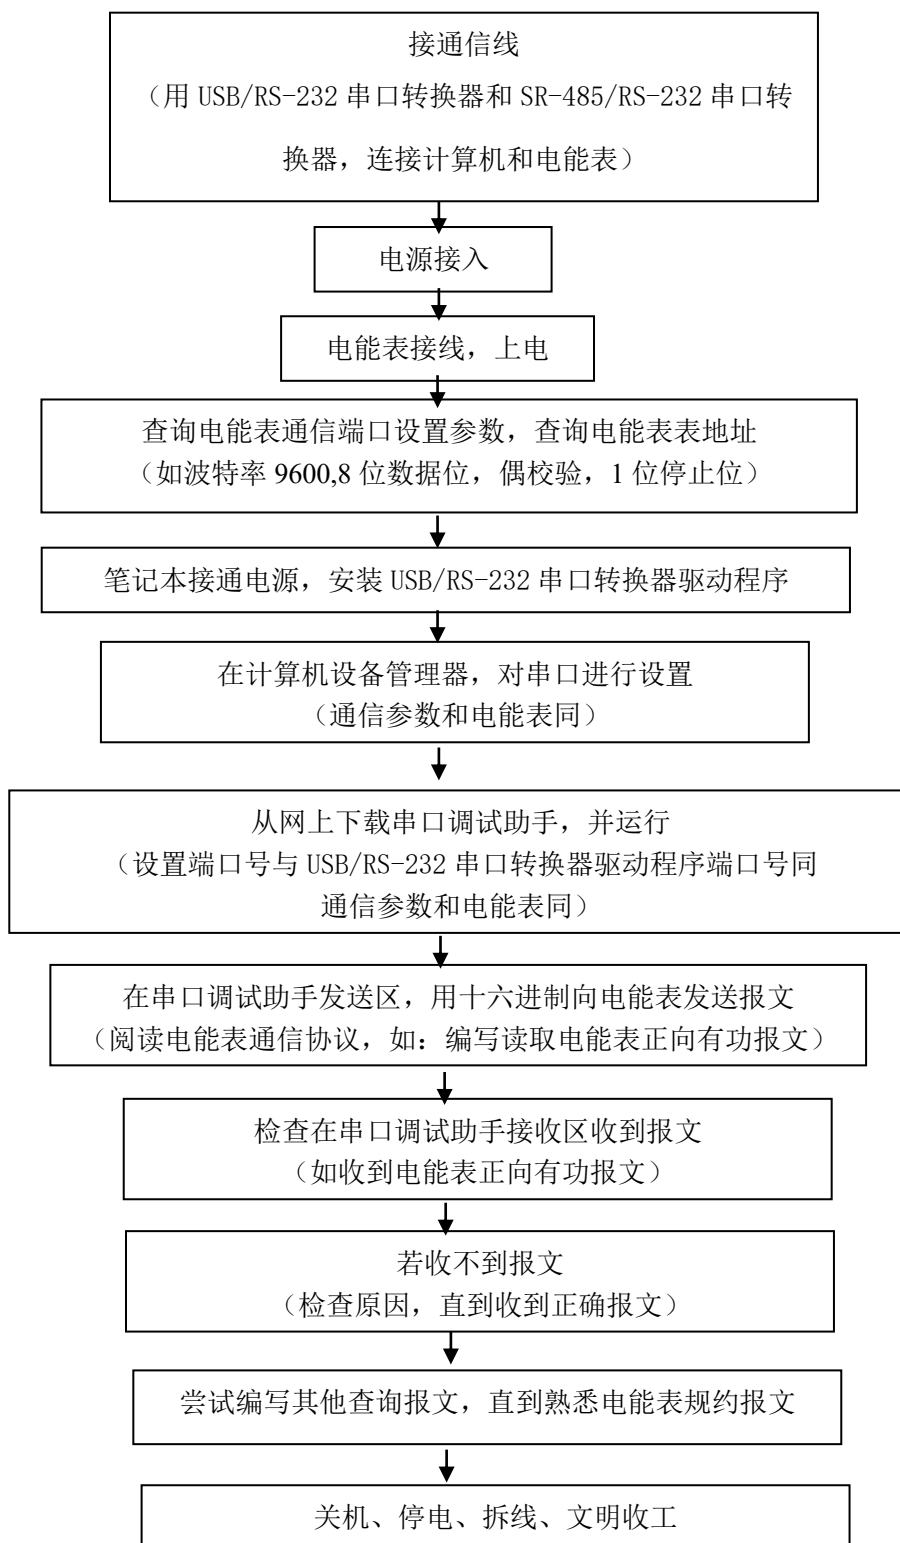 接通信线
（用 USB/RS-232 串口转换器和 SR-485/RS-232 串口转
换器，连接计算机和电能表）
电源接入
电能表接线，上电
查询电能表通信端口设置参数，查询电能表表地址
（如波特率 9600,8 位数据位，偶校验，1 位停止位）
笔记本接通电源，安装 USB/RS-232 串口转换器驱动程序
在计算机设备管理器，对串口进行设置
（通信参数和电能表同）
从网上下载串口调试助手，并运行
（设置端口号与 USB/RS-232 串口转换器驱动程序端口号同
通信参数和电能表同）
在串口调试助手发送区，用十六进制向电能表发送报文
（阅读电能表通信协议，如：编写读取电能表正向有功报文）
检查在串口调试助手接收区收到报文
（如收到电能表正向有功报文）
若收不到报文
（检查原因，直到收到正确报文）
尝试编写其他查询报文，直到熟悉电能表规约报文
关机、停电、拆线、文明收工